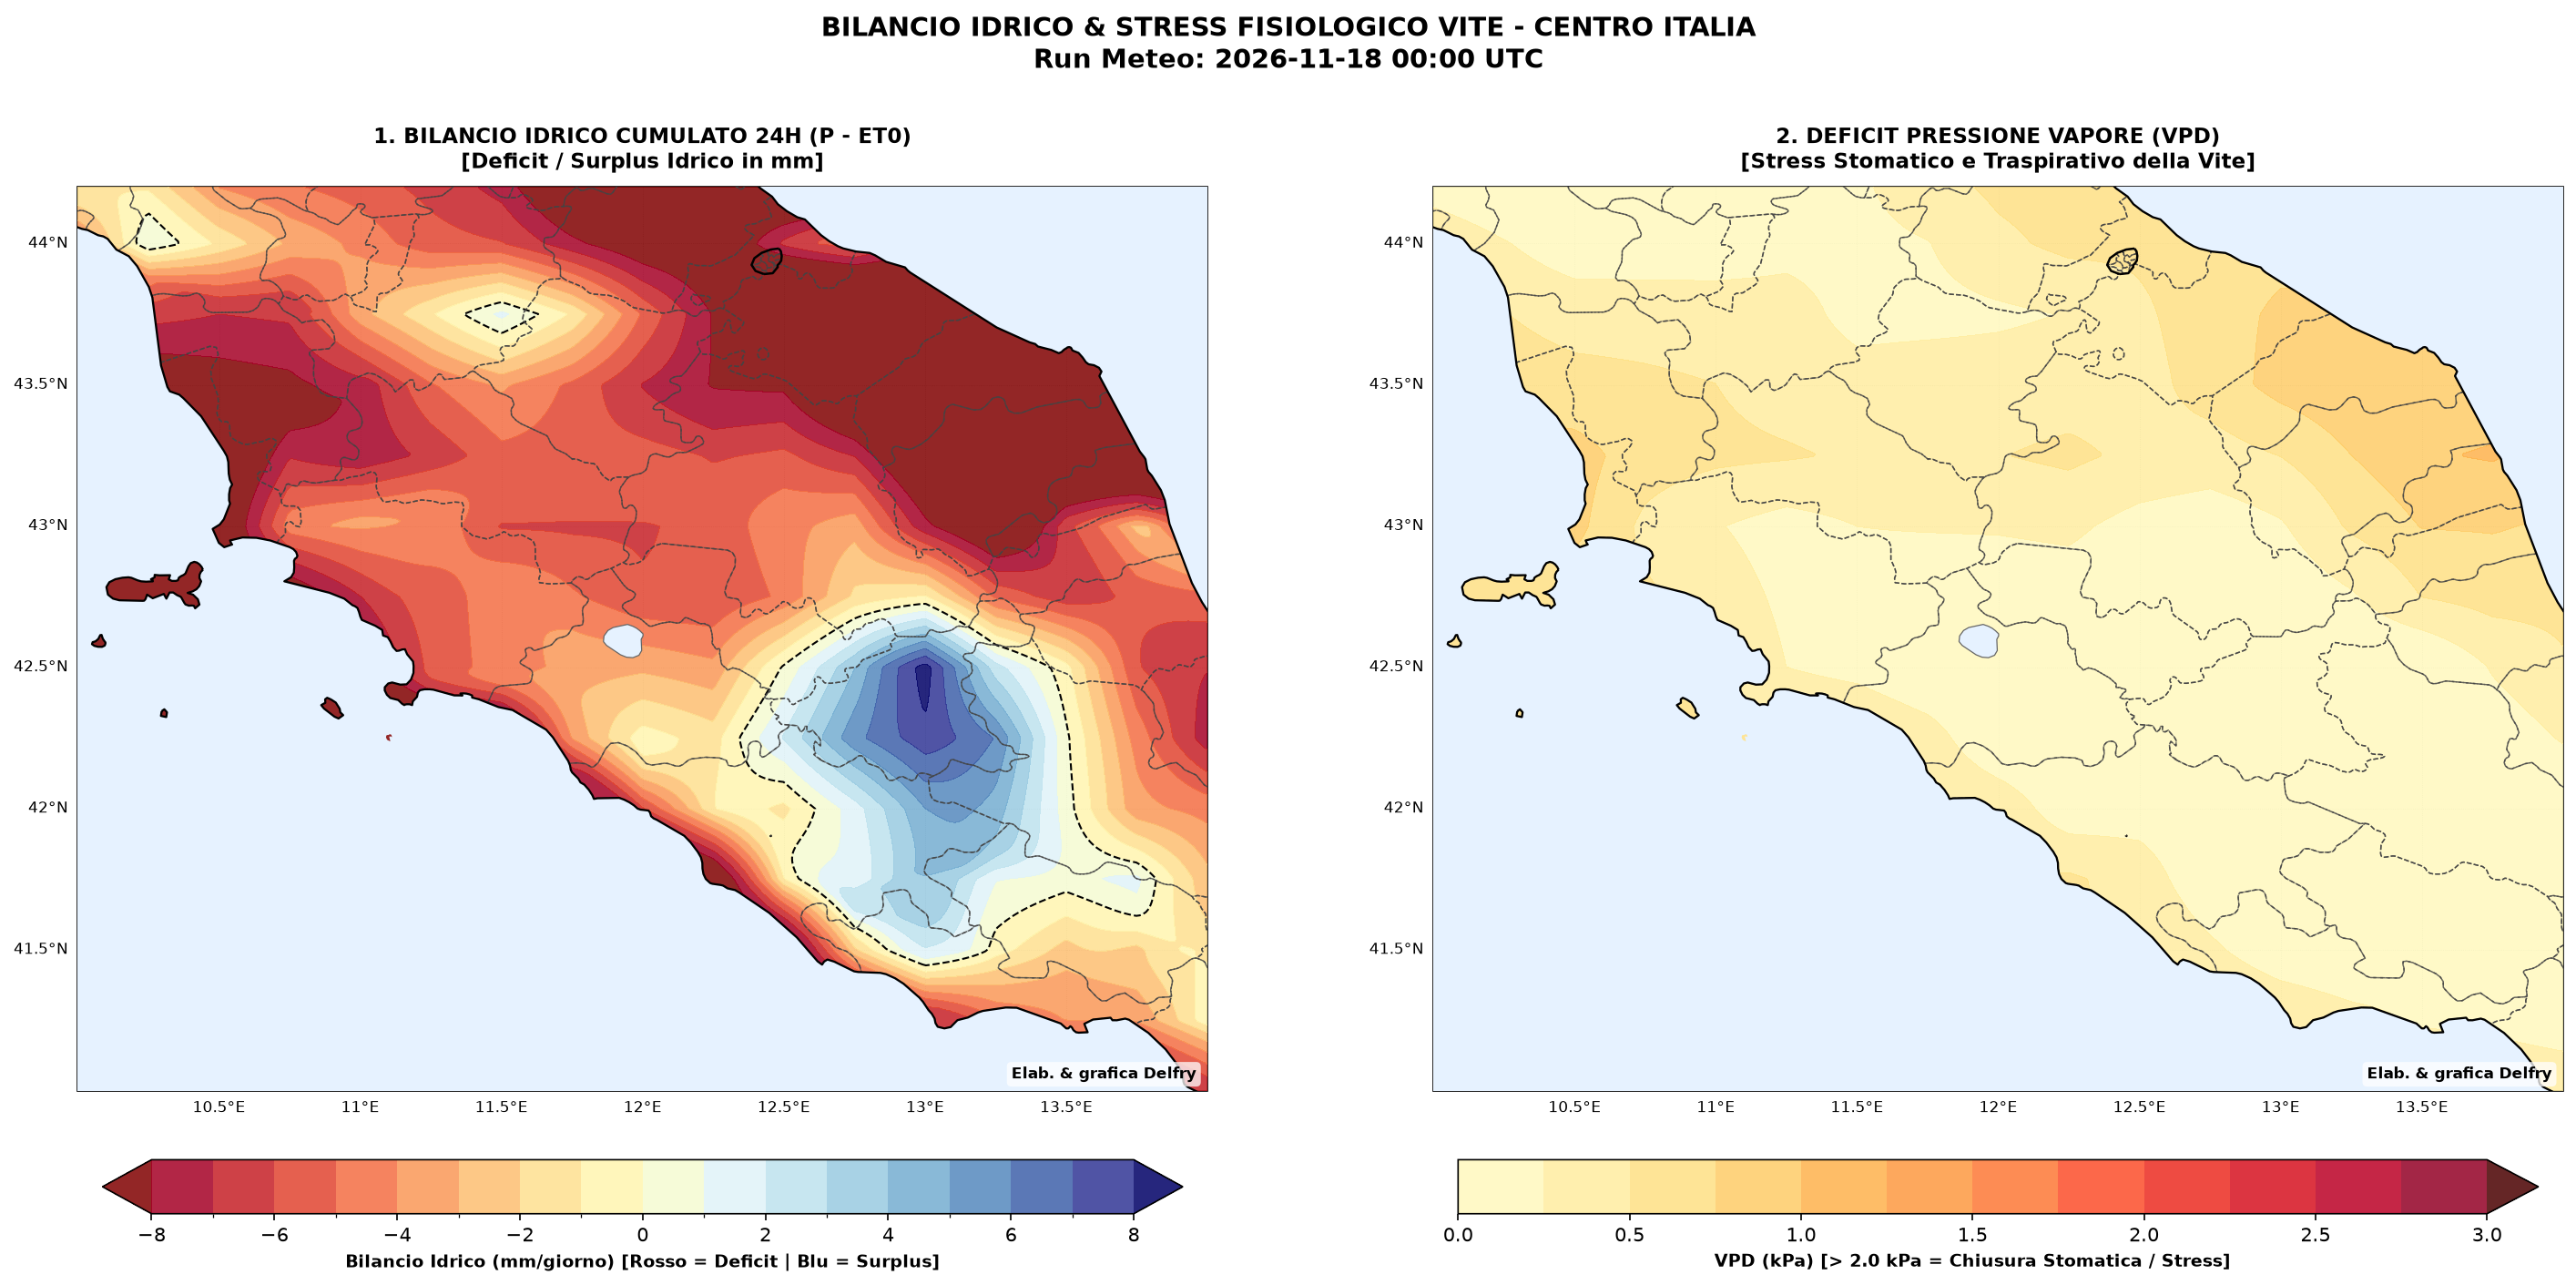 BILANCIO IDRICO & STRESS FISIOLOGICO VITE - CENTRO ITALIA
Run Meteo: 2026-11-18 00:00 UTC
1. BILANCIO IDRICO CUMULATO 24H (P - ET0)
[Deficit / Surplus Idrico in mm]
44°N
43.5°N
43°N
42.5°N
42°N
41.5°N
10.5°E 11°E 11.5°E 12°E 12.5°E 13°E 13.5°E
Elab. & grafica Delfry
−8 −6 −4 −2 0 2 4 6 8
Bilancio Idrico (mm/giorno) [Rosso = Deficit | Blu = Surplus]
2. DEFICIT PRESSIONE VAPORE (VPD)
[Stress Stomatico e Traspirativo della Vite]
44°N
43.5°N
43°N
42.5°N
42°N
41.5°N
10.5°E 11°E 11.5°E 12°E 12.5°E 13°E 13.5°E
Elab. & grafica Delfry
0.0 0.5 1.0 1.5 2.0 2.5 3.0
VPD (kPa) [> 2.0 kPa = Chiusura Stomatica / Stress]